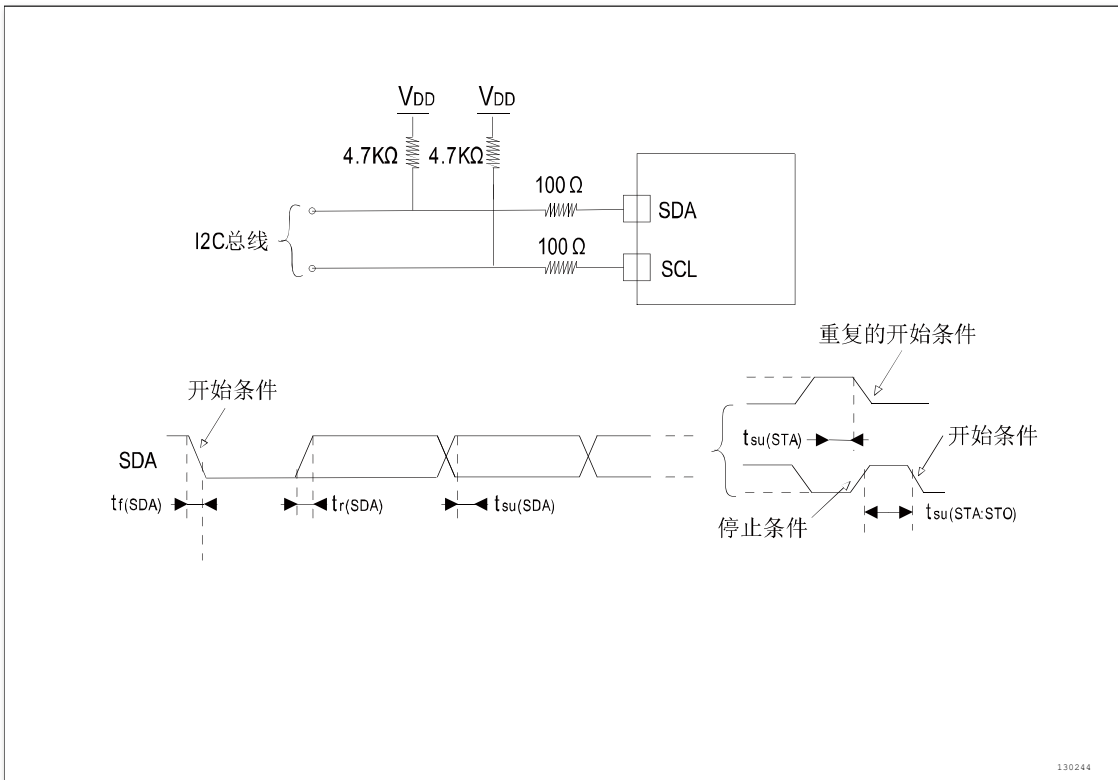 VDD VDD
4.7KΩ 4.7KΩ
100Ω
SDA
I2C总线
100Ω
SCL
重复的开始条件
开始条件
tsu(STA)
开始条件
SDA
tf(SDA)
tr(SDA)
tsu(SDA)
停止条件
tsu(STA:STO)
130244